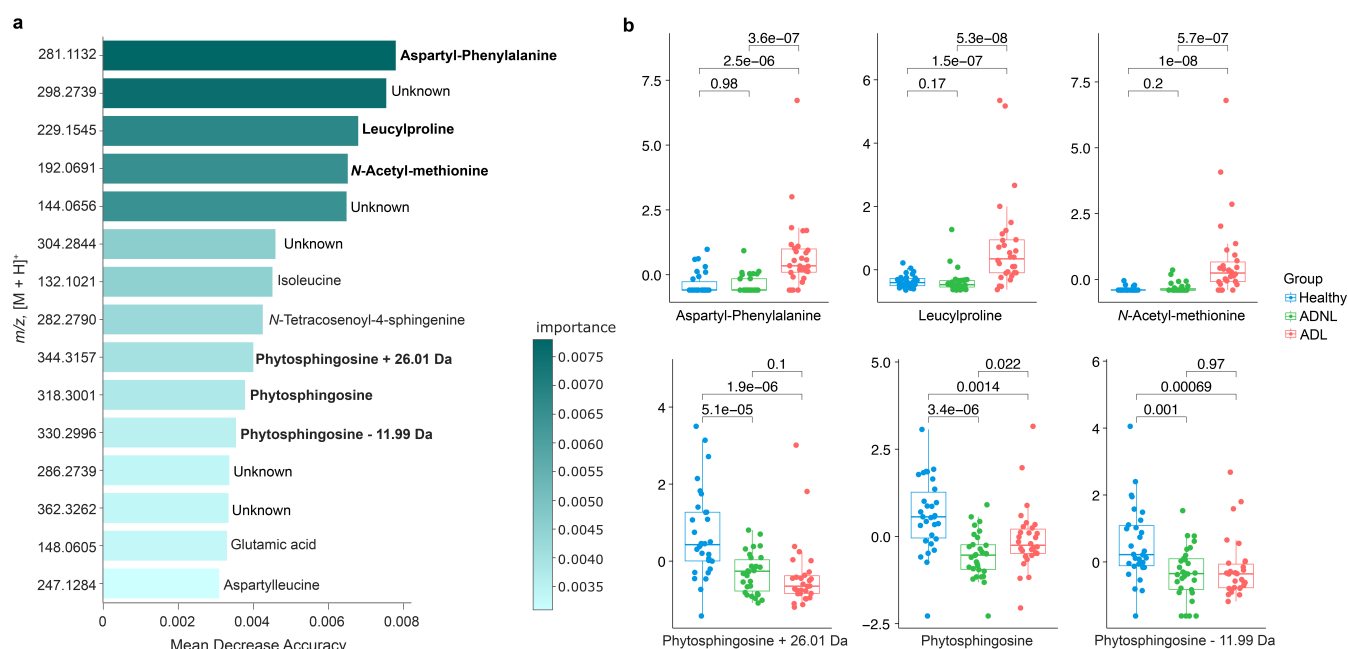 a
281.1132
Aspartyl-Phenylalanine
298.2739
Unknown
229.1545
Leucylproline
192.0691
N-Acetyl-methionine
144.0656
Unknown
304.2844
Unknown
132.1021
Isoleucine
282.2790
N-Tetracosenoyl-4-sphingenine
344.3157
Phytosphingosine + 26.01 Da
318.3001
Phytosphingosine
330.2996
Phytosphingosine - 11.99 Da
286.2739
Unknown
362.3262
Unknown
148.0605
Glutamic acid
247.1284
Aspartylleucine
m/z, [M + H]⁺
0
0.002
0.004
0.006
0.008
Mean Decrease Accuracy
importance
0.0075
0.0070
0.0065
0.0060
0.0055
0.0050
0.0045
0.0040
0.0035
b
3.6e-07
2.5e-06
0.98
7.5
5.0
2.5
0.0
Aspartyl-Phenylalanine
5.3e-08
1.5e-07
0.17
6
4
2
0
Leucylproline
5.7e-07
1e-08
0.2
7.5
5.0
2.5
0.0
N-Acetyl-methionine
Group
Healthy
ADNL
ADL
0.1
1.9e-06
5.1e-05
4
2
0
Phytosphingosine + 26.01 Da
0.022
0.0014
3.4e-06
5.0
2.5
0.0
−2.5
Phytosphingosine
0.97
0.00069
0.001
6
4
2
0
Phytosphingosine - 11.99 Da